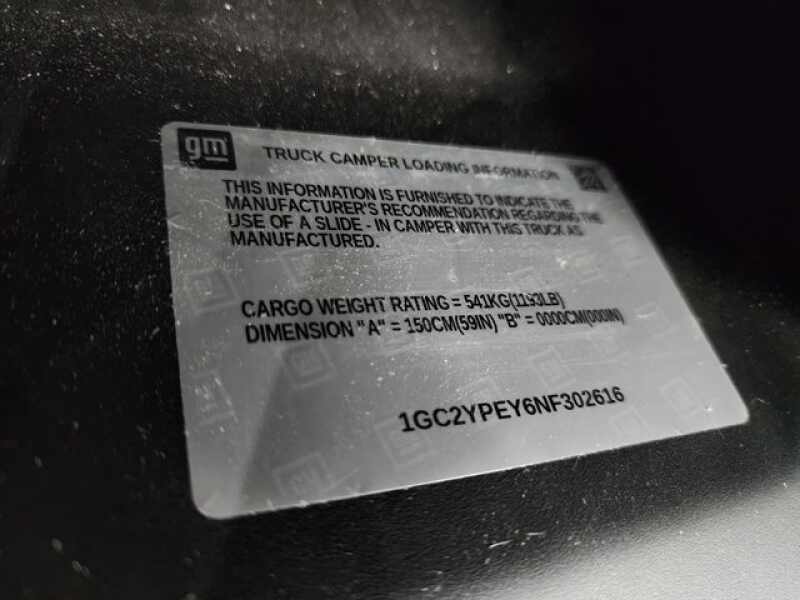 gm
TRUCK CAMPER LOADING INFORMATION
THIS INFORMATION IS FURNISHED TO INDICATE THE
MANUFACTURER'S RECOMMENDATION REGARDING THE
USE OF A SLIDE - IN CAMPER WITH THIS TRUCK AS
MANUFACTURED.
CARGO WEIGHT RATING = 541KG(1193LB)
DIMENSION "A" = 150CM(59IN) "B" = 0000CM(000IN)
1GC2YPEY6NF302616